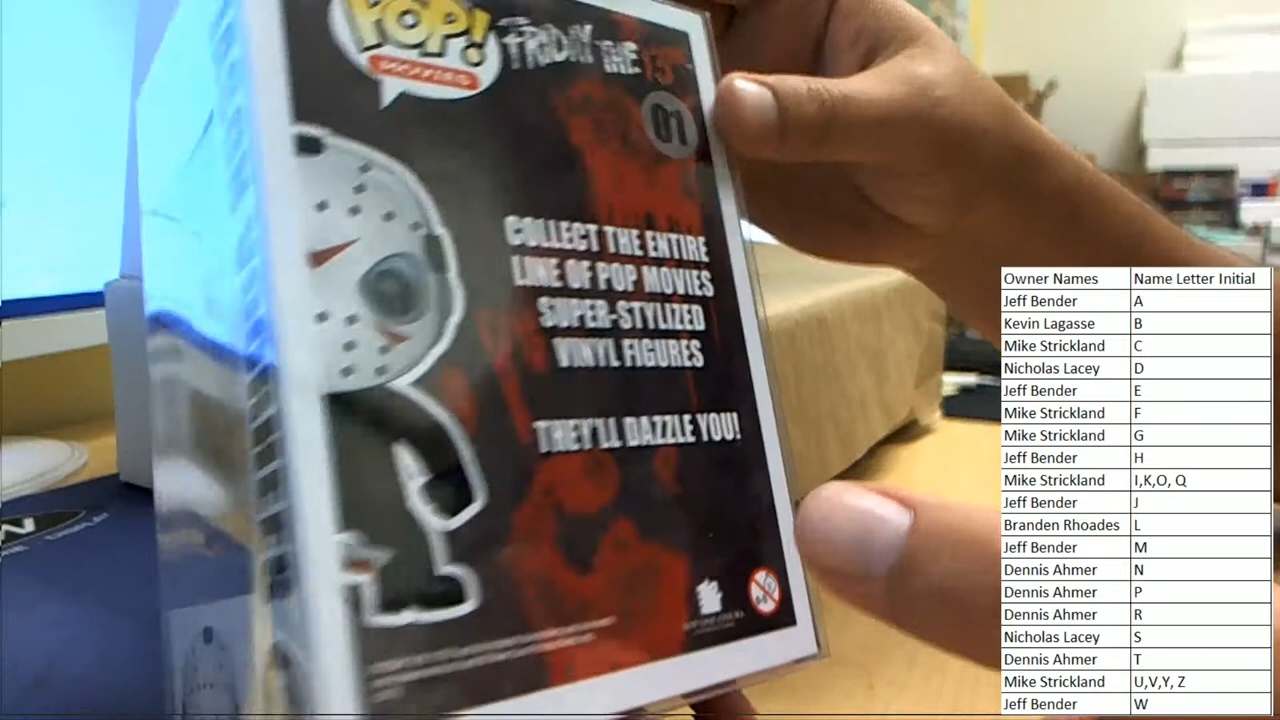 POP!
MOVIES
FRIDAY THE 13
01
COLLECT THE ENTIRE
LINE OF POP MOVIES
SUPER-STYLIZED
VINYL FIGURES
THEY'LL DAZZLE YOU!
Owner Names Name Letter Initial
Jeff Bender A
Kevin Lagasse B
Mike Strickland C
Nicholas Lacey D
Jeff Bender E
Mike Strickland F
Mike Strickland G
Jeff Bender H
Mike Strickland I,K,O, Q
Jeff Bender J
Branden Rhoades L
Jeff Bender M
Dennis Ahmer N
Dennis Ahmer P
Dennis Ahmer R
Nicholas Lacey S
Dennis Ahmer T
Mike Strickland U,V,Y, Z
Jeff Bender W